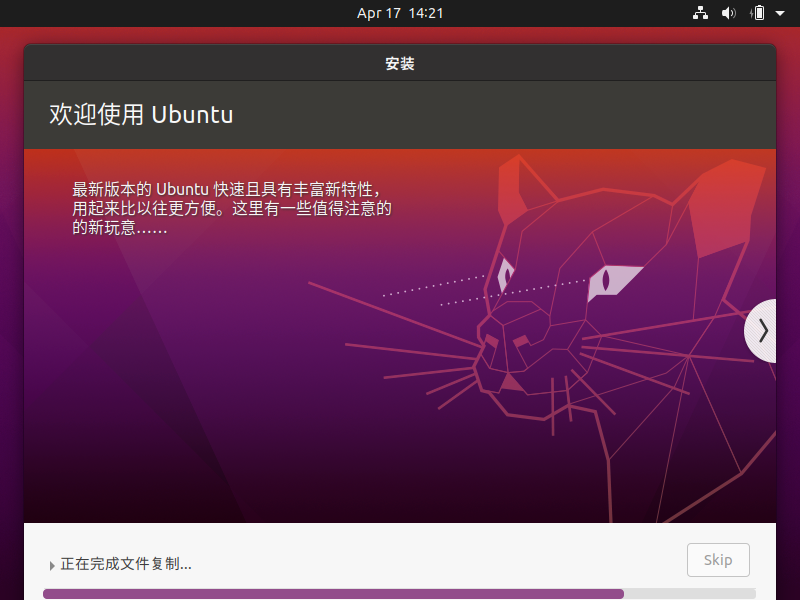 Apr 17 14:21
安装
欢迎使用 Ubuntu
最新版本的 Ubuntu 快速且具有丰富新特性，
用起来比以往更方便。这里有一些值得注意的
的新玩意……
正在完成文件复制...
Skip